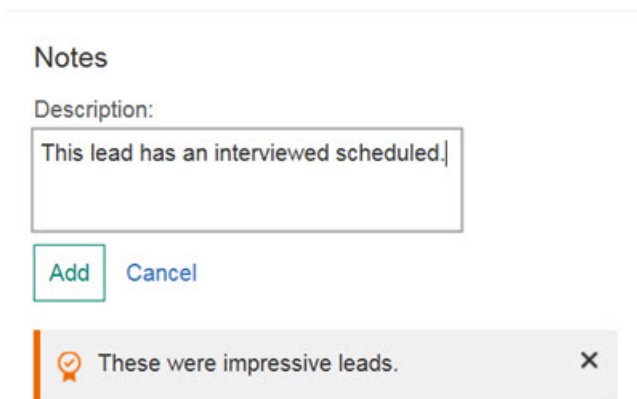 Notes
Description:
This lead has an interviewed scheduled.
Add Cancel
These were impressive leads.